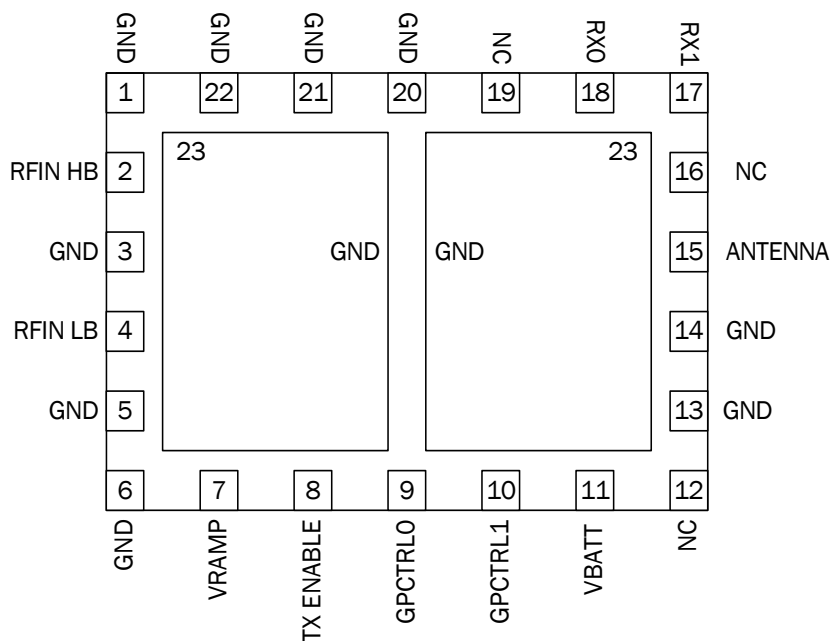 GND GND GND GND NC RX0 RX1
1 22 21 20 19 18 17
23 23
RFIN HB 2 16 NC
GND 3 GND GND 15 ANTENNA
RFIN LB 4 14 GND
GND 5 13 GND
6 7 8 9 10 11 12
GND VRAMP TX ENABLE GPCTRL0 GPCTRL1 VBATT NC